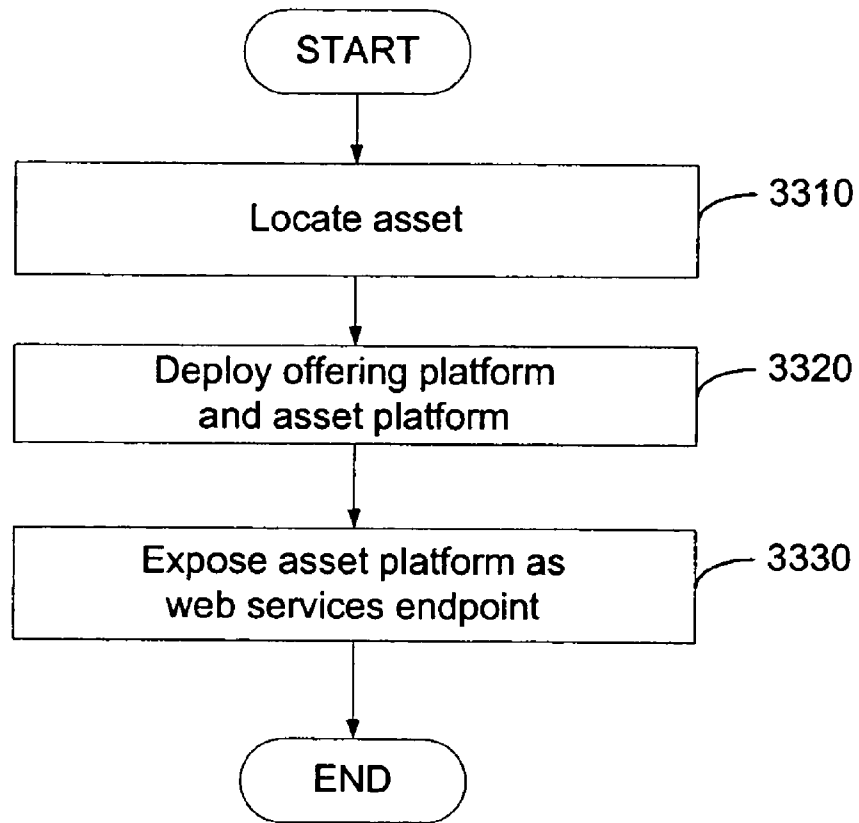 START
Locate asset
3310
Deploy offering platform
and asset platform
3320
Expose asset platform as
web services endpoint
3330
END